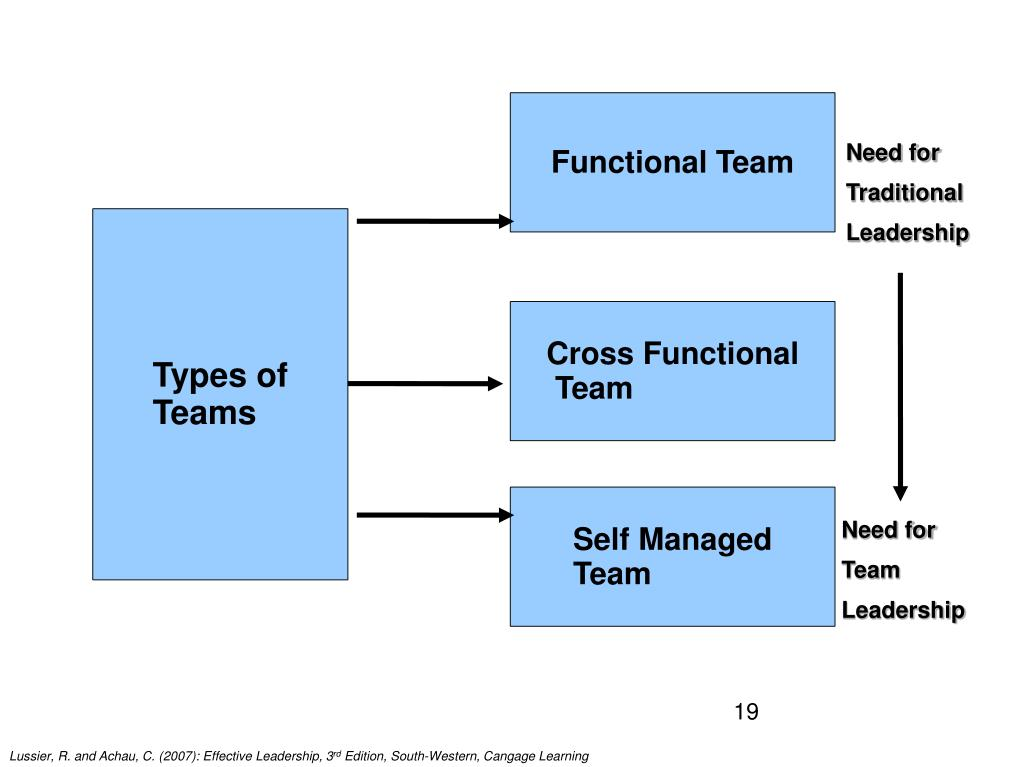 Functional Team
Need for
Traditional
Leadership
Types of
Teams
Cross Functional
Team
Self Managed
Team
Need for
Team
Leadership
19
Lussier, R. and Achau, C. (2007): Effective Leadership, 3rd Edition, South-Western, Cangage Learning